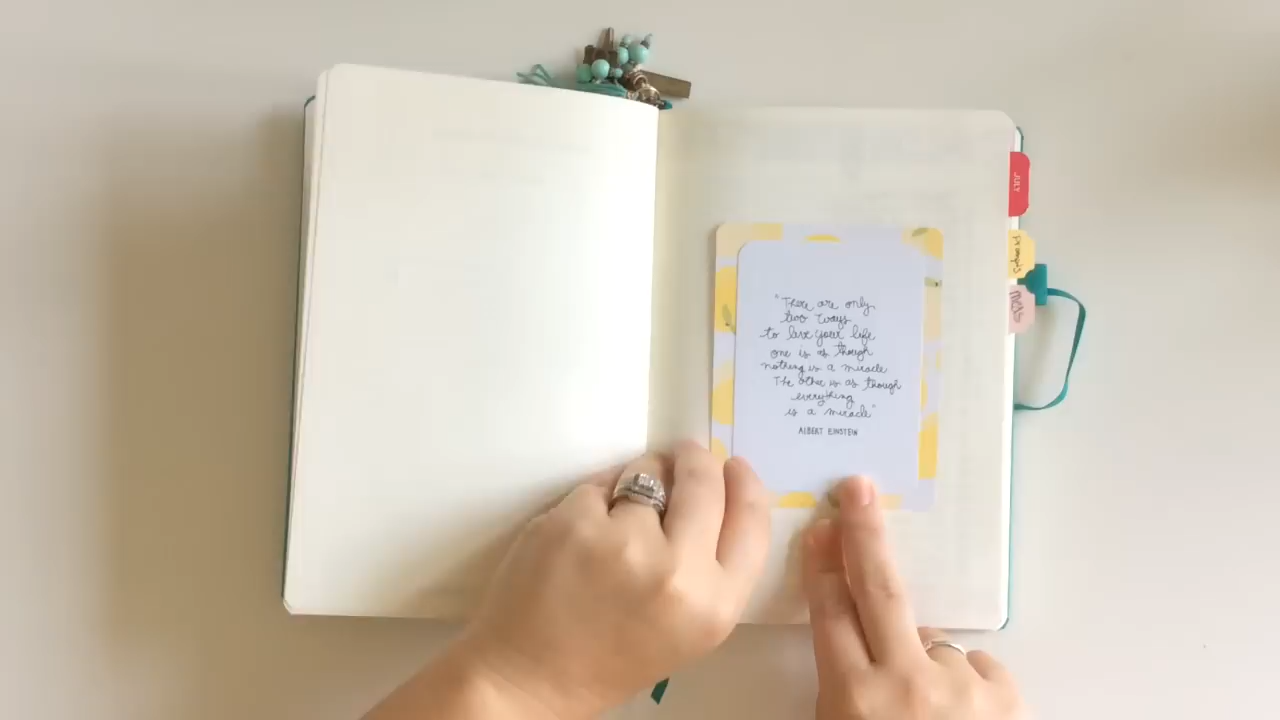 "There are only
two ways
to live your life
one is as though
nothing is a miracle
The other is as though
everything
is a miracle"
ALBERT EINSTEIN
JULY